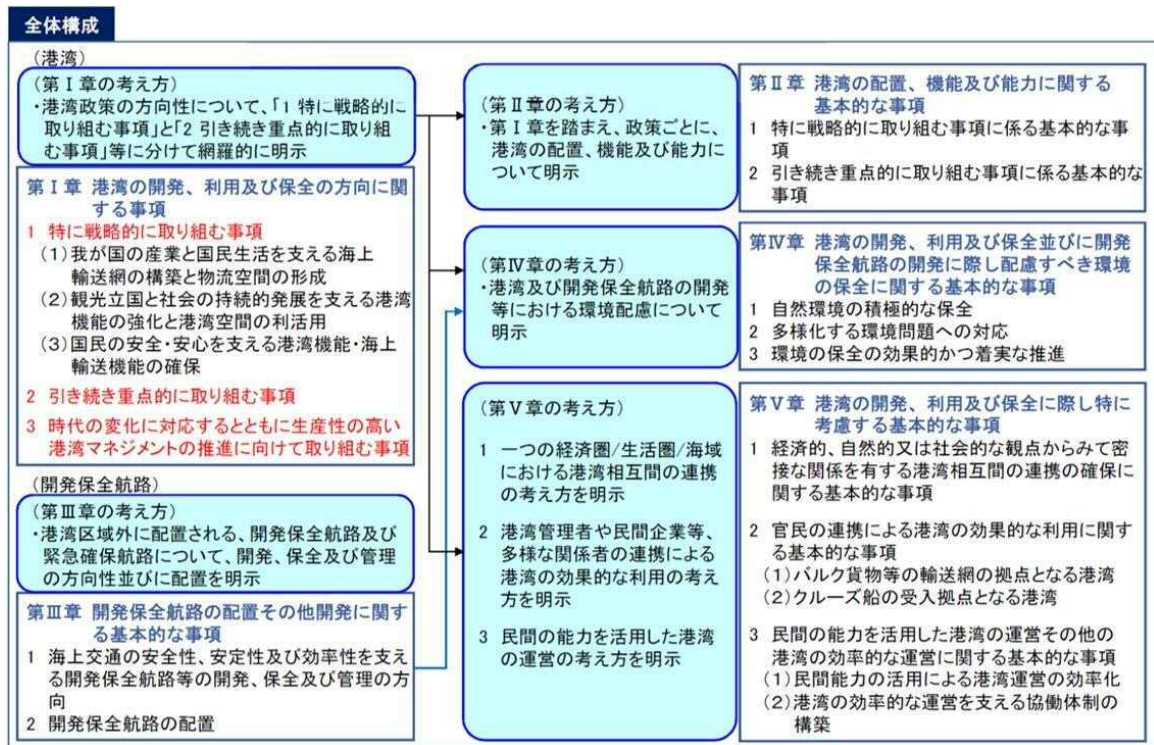 全体構成
（港湾）
（第Ⅰ章の考え方）
・港湾政策の方向性について、「1 特に戦略的に
取り組む事項」と「2 引き続き重点的に取り組
む事項」等に分けて網羅的に明示
第Ⅰ章 港湾の開発、利用及び保全の方向に関
する事項
1 特に戦略的に取り組む事項
（1）我が国の産業と国民生活を支える海上
輸送網の構築と物流空間の形成
（2）観光立国と社会の持続的発展を支える港湾
機能の強化と港湾空間の利活用
（3）国民の安全・安心を支える港湾機能・海上
輸送機能の確保
2 引き続き重点的に取り組む事項
3 時代の変化に対応するとともに生産性の高い
港湾マネジメントの推進に向けて取り組む事項
（開発保全航路）
（第Ⅲ章の考え方）
・港湾区域外に配置される、開発保全航路及び
緊急確保航路について、開発、保全及び管理
の方向性並びに配置を明示
第Ⅲ章 開発保全航路の配置その他開発に関す
る基本的な事項
1 海上交通の安全性、安定性及び効率性を支え
る開発保全航路等の開発、保全及び管理の方
向
2 開発保全航路の配置
（第Ⅱ章の考え方）
・第Ⅰ章を踏まえ、政策ごとに、
港湾の配置、機能及び能力に
ついて明示
第Ⅱ章 港湾の配置、機能及び能力に関する
基本的な事項
1 特に戦略的に取り組む事項に係る基本的な事
項
2 引き続き重点的に取り組む事項に係る基本的な
事項
（第Ⅳ章の考え方）
・港湾及び開発保全航路の開発
等における環境配慮について
明示
第Ⅳ章 港湾の開発、利用及び保全並びに開発
保全航路の開発に際し配慮すべき環境
の保全に関する基本的な事項
1 自然環境の積極的な保全
2 多様化する環境問題への対応
3 環境の保全の効果的かつ着実な推進
（第Ⅴ章の考え方）
1 一つの経済圏/生活圏/海域
における港湾相互間の連携
の考え方を明示
2 港湾管理者や民間企業等、
多様な関係者の連携による
港湾の効果的な利用の考え
方を明示
3 民間の能力を活用した港湾
の運営の考え方を明示
第Ⅴ章 港湾の開発、利用及び保全に際し特に
考慮する基本的な事項
1 経済的、自然的又は社会的な観点からみて密
接な関係を有する港湾相互間の連携の確保に
関する基本的な事項
2 官民の連携による港湾の効果的な利用に関す
る基本的な事項
（1）バルク貨物等の輸送網の拠点となる港湾
（2）クルーズ船の受入拠点となる港湾
3 民間の能力を活用した港湾の運営その他の
港湾の効率的な運営に関する基本的な事項
（1）民間能力の活用による港湾運営の効率化
（2）港湾の効率的な運営を支える協働体制の
構築